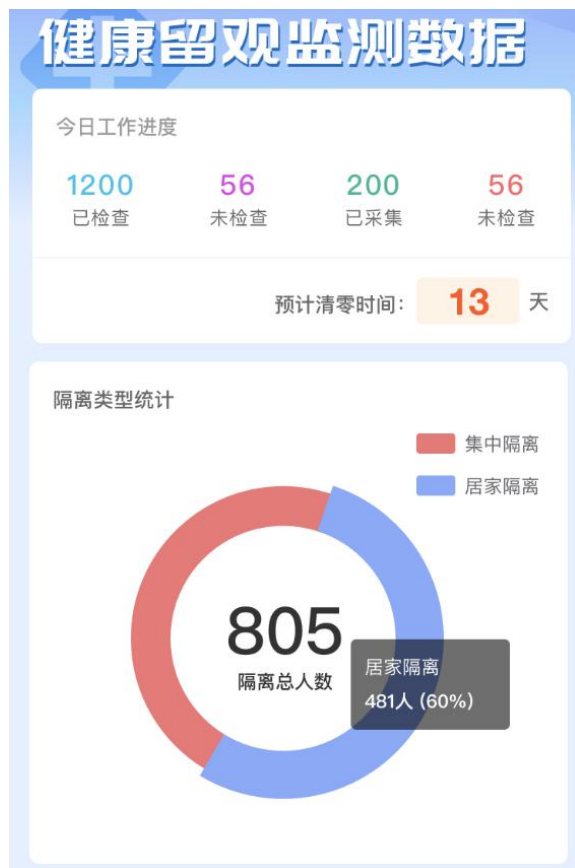 健康留观监测数据
今日工作进度
1200 56 200 56
已检查 未检查 已采集 未检查
预计清零时间: 13 天
隔离类型统计
集中隔离
居家隔离
805
隔离总人数
居家隔离
481人 (60%)